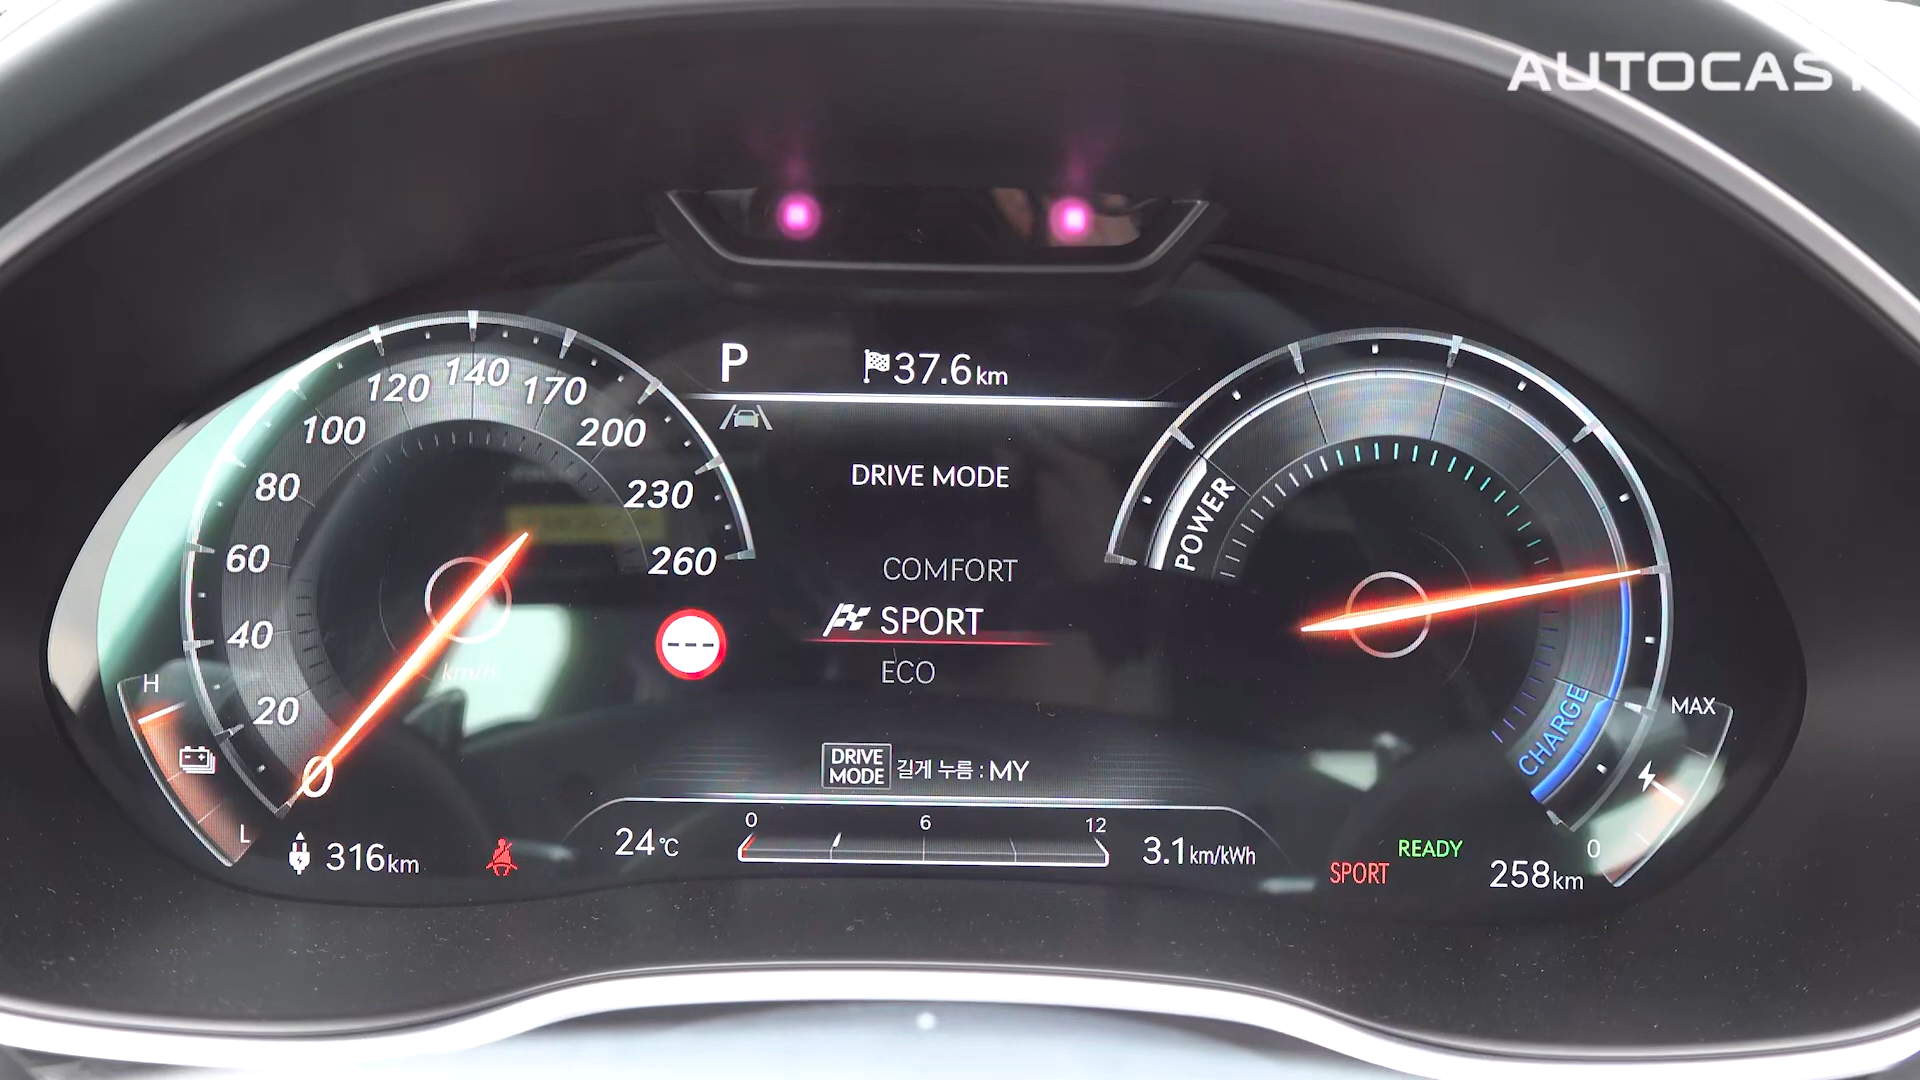 AUTOCAST
P
37.6km
0
20
40
60
80
100
120
140
170
200
230
260
km/h
POWER
CHARGE
DRIVE MODE
COMFORT
SPORT
ECO
---
DRIVE MODE 길게 누름 : MY
H
L
MAX
0
316km
24℃
0 6 12
3.1km/kWh
SPORT
READY
258km